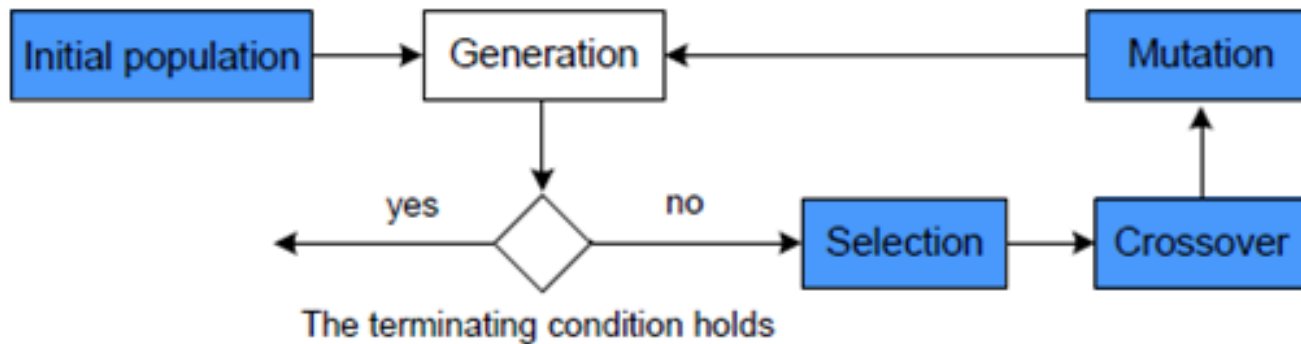 Initial population
Generation
Mutation
yes
no
Selection
Crossover
The terminating condition holds